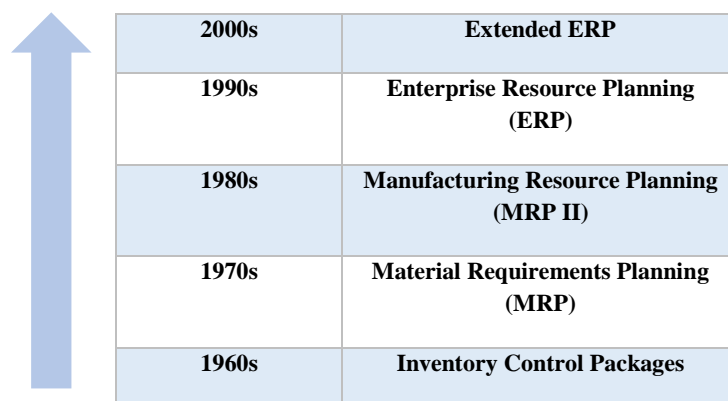 2000s
Extended ERP
1990s
Enterprise Resource Planning
(ERP)
1980s
Manufacturing Resource Planning
(MRP II)
1970s
Material Requirements Planning
(MRP)
1960s
Inventory Control Packages